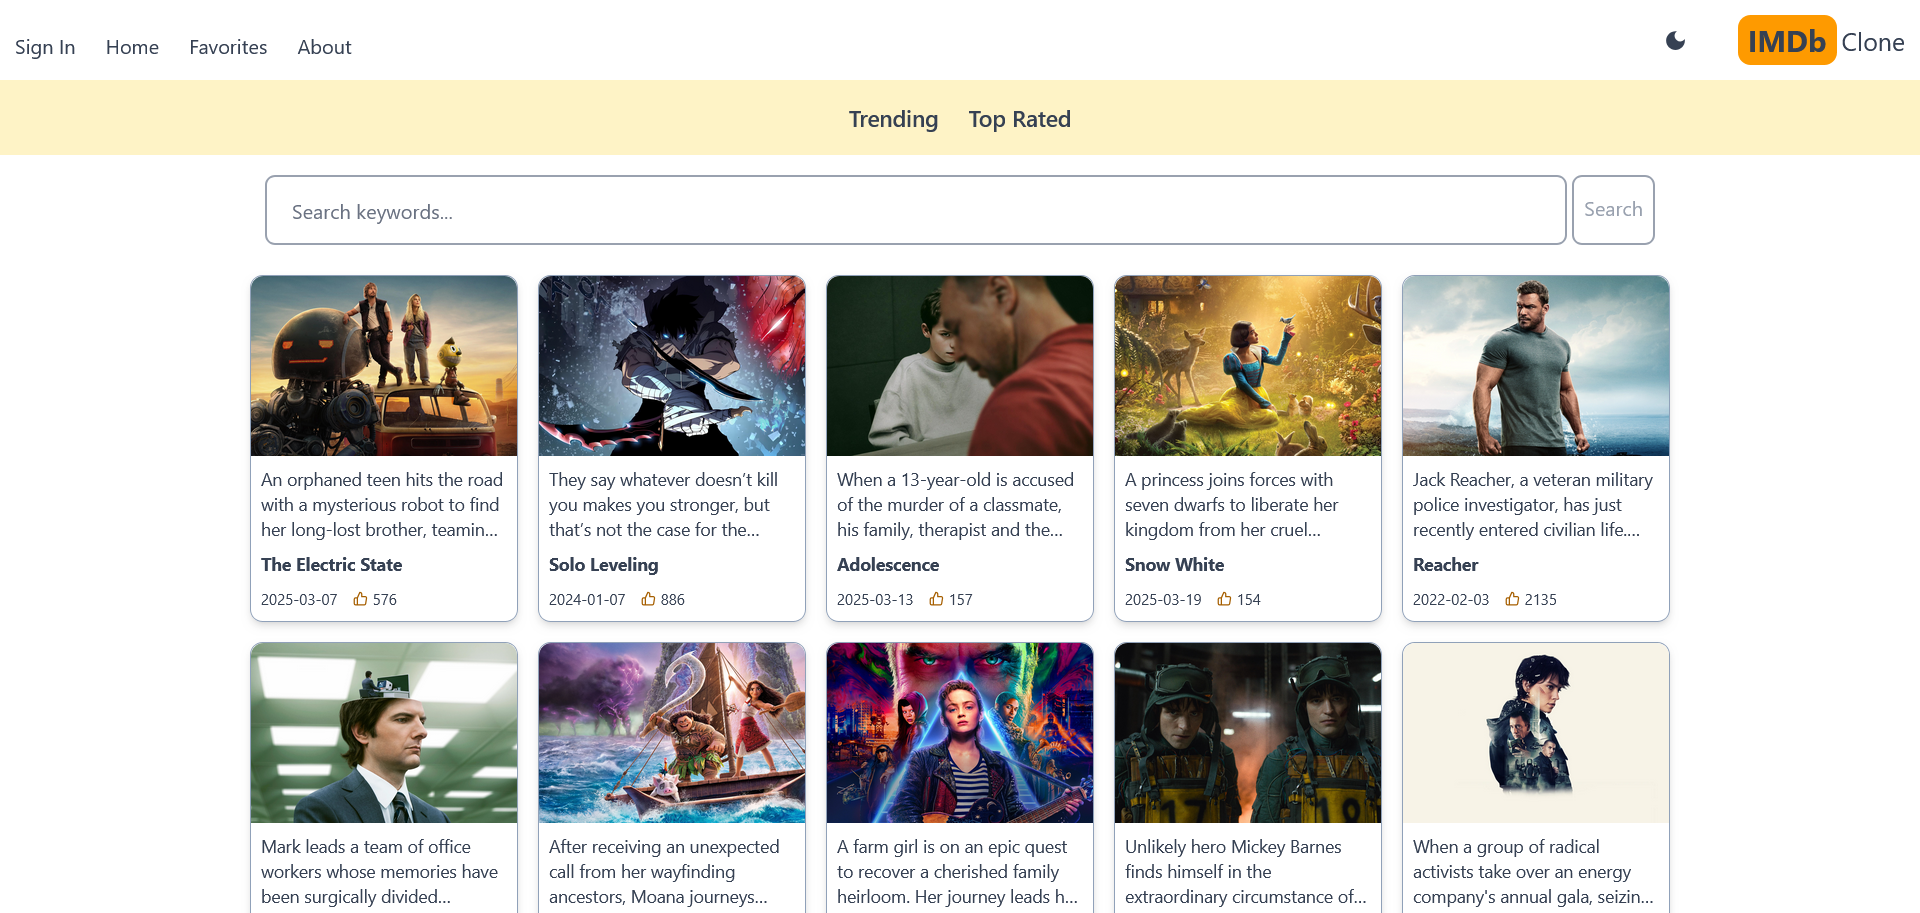 Sign In Home Favorites About IMDb Clone
Trending Top Rated
Search keywords... Search
An orphaned teen hits the road
with a mysterious robot to find
her long-lost brother, teamin...
The Electric State
2025-03-07 576
They say whatever doesn’t kill
you makes you stronger, but
that’s not the case for the...
Solo Leveling
2024-01-07 886
When a 13-year-old is accused
of the murder of a classmate,
his family, therapist and the...
Adolescence
2025-03-13 157
A princess joins forces with
seven dwarfs to liberate her
kingdom from her cruel...
Snow White
2025-03-19 154
Jack Reacher, a veteran military
police investigator, has just
recently entered civilian life....
Reacher
2022-02-03 2135
Mark leads a team of office
workers whose memories have
been surgically divided...
After receiving an unexpected
call from her wayfinding
ancestors, Moana journeys...
A farm girl is on an epic quest
to recover a cherished family
heirloom. Her journey leads h...
17 18
Unlikely hero Mickey Barnes
finds himself in the
extraordinary circumstance of...
When a group of radical
activists take over an energy
company's annual gala, seizin...